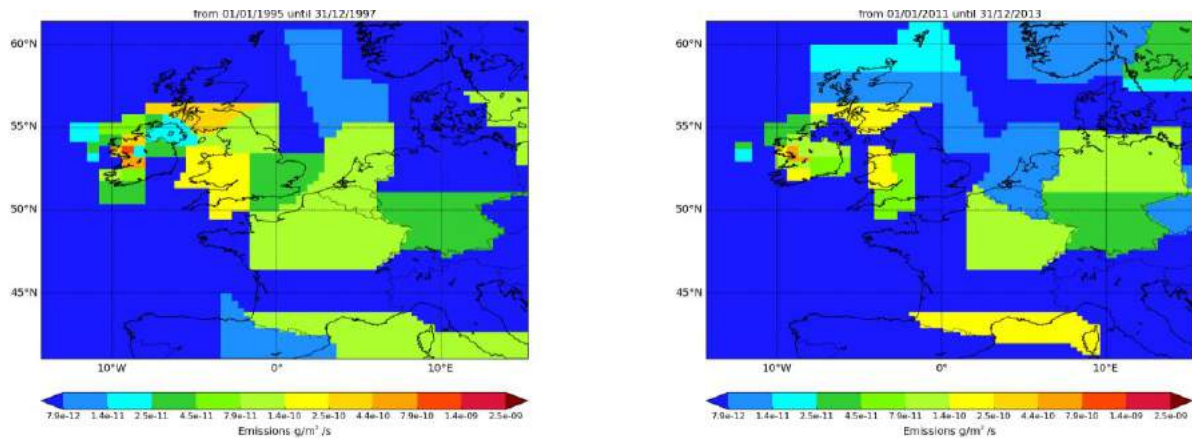 from 01/01/1995 until 31/12/1997
60°N
55°N
50°N
45°N
10°W 0° 10°E
7.9e-12 1.4e-11 2.5e-11 4.5e-11 7.9e-11 1.4e-10 2.5e-10 4.4e-10 7.9e-10 1.4e-09 2.5e-09
Emissions g/m²/s
from 01/01/2011 until 31/12/2013
60°N
55°N
50°N
45°N
10°W 0° 10°E
7.9e-12 1.4e-11 2.5e-11 4.5e-11 7.9e-11 1.4e-10 2.5e-10 4.4e-10 7.9e-10 1.4e-09 2.5e-09
Emissions g/m²/s